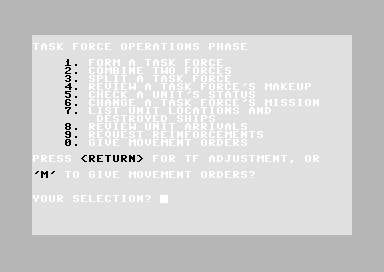 TASK FORCE OPERATIONS PHASE
1. FORM A TASK FORCE
2. COMBINE TWO FORCES
3. SPLIT A TASK FORCE
4. REVIEW A TASK FORCE'S MAKEUP
5. CHECK A UNIT'S STATUS
6. CHANGE A TASK FORCE'S MISSION
7. LIST UNIT LOCATIONS AND
DESTROYED SHIPS
8. REVIEW UNIT ARRIVALS
9. REQUEST REINFORCEMENTS
0. GIVE MOVEMENT ORDERS
PRESS <RETURN> FOR TF ADJUSTMENT, OR
'M' TO GIVE MOVEMENT ORDERS?
YOUR SELECTION?